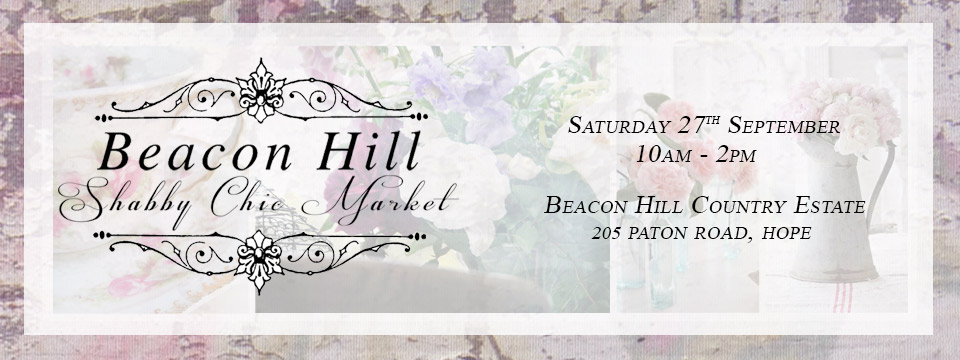 Beacon Hill
Shabby Chic Market
Saturday 27th September
10am - 2pm
Beacon Hill Country Estate
205 paton road, hope